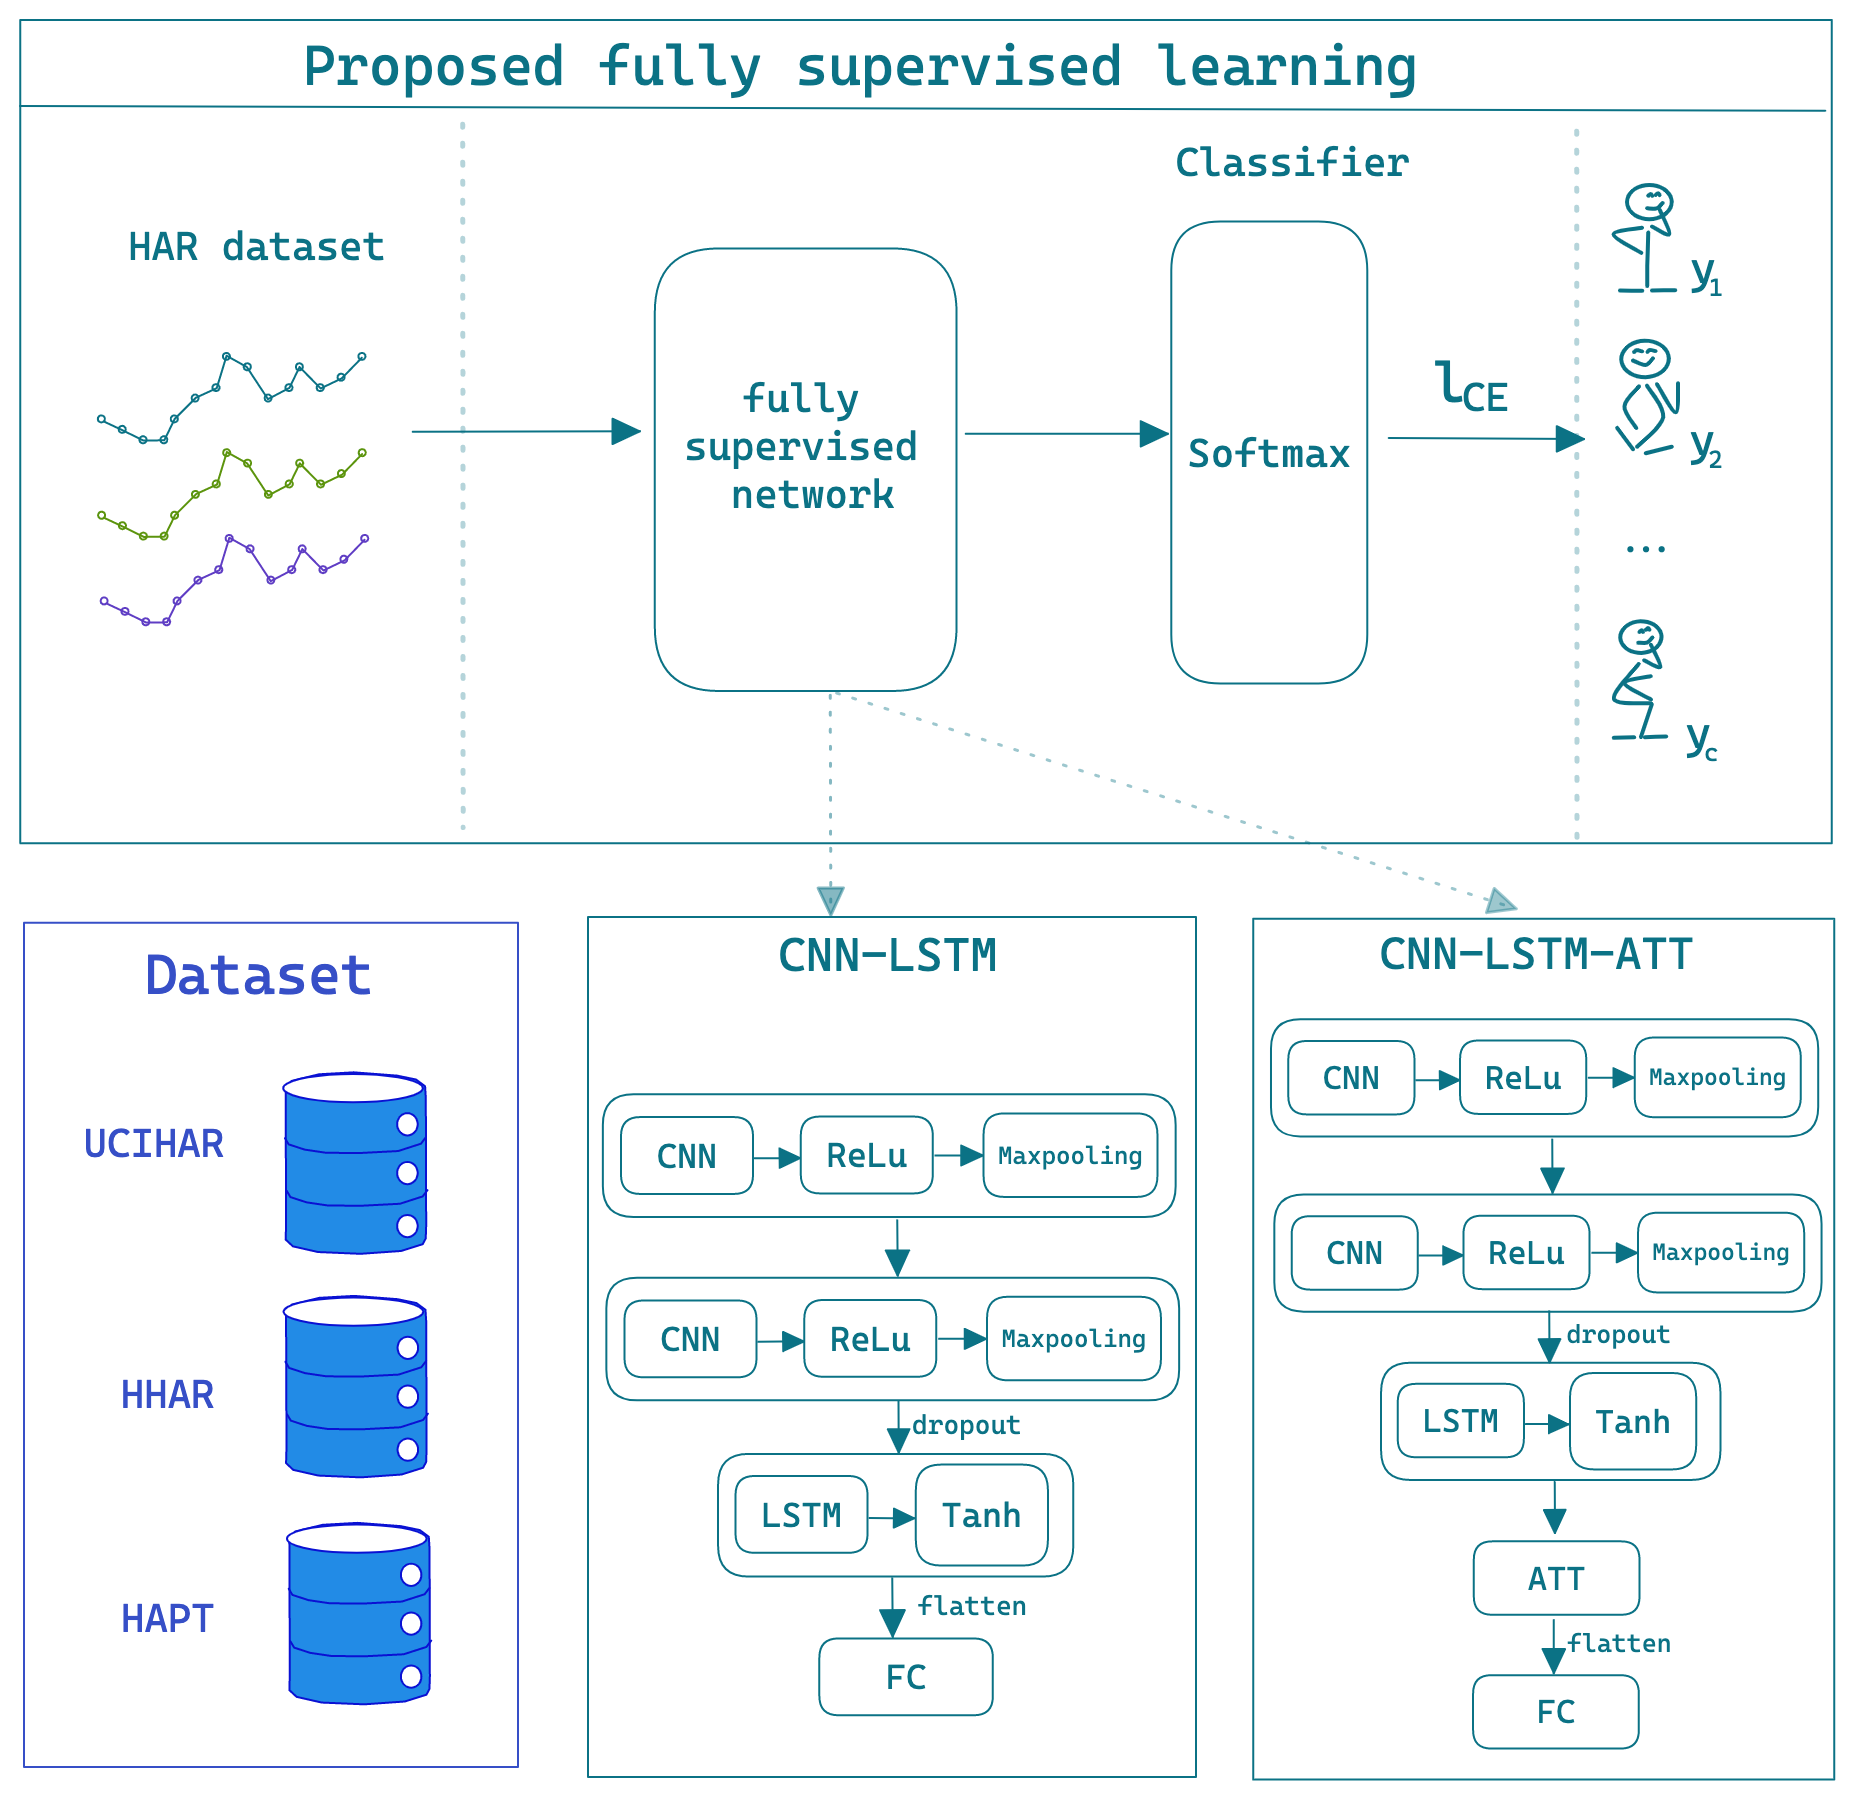 Proposed fully supervised learning
HAR dataset
fully
supervised
network
Classifier
Softmax
lCE
y1
y2
...
yc
Dataset
UCIHAR
HHAR
HAPT
CNN-LSTM
CNN ReLu Maxpooling
CNN ReLu Maxpooling
dropout
LSTM Tanh
flatten
FC
CNN-LSTM-ATT
CNN ReLu Maxpooling
CNN ReLu Maxpooling
dropout
LSTM Tanh
ATT
flatten
FC